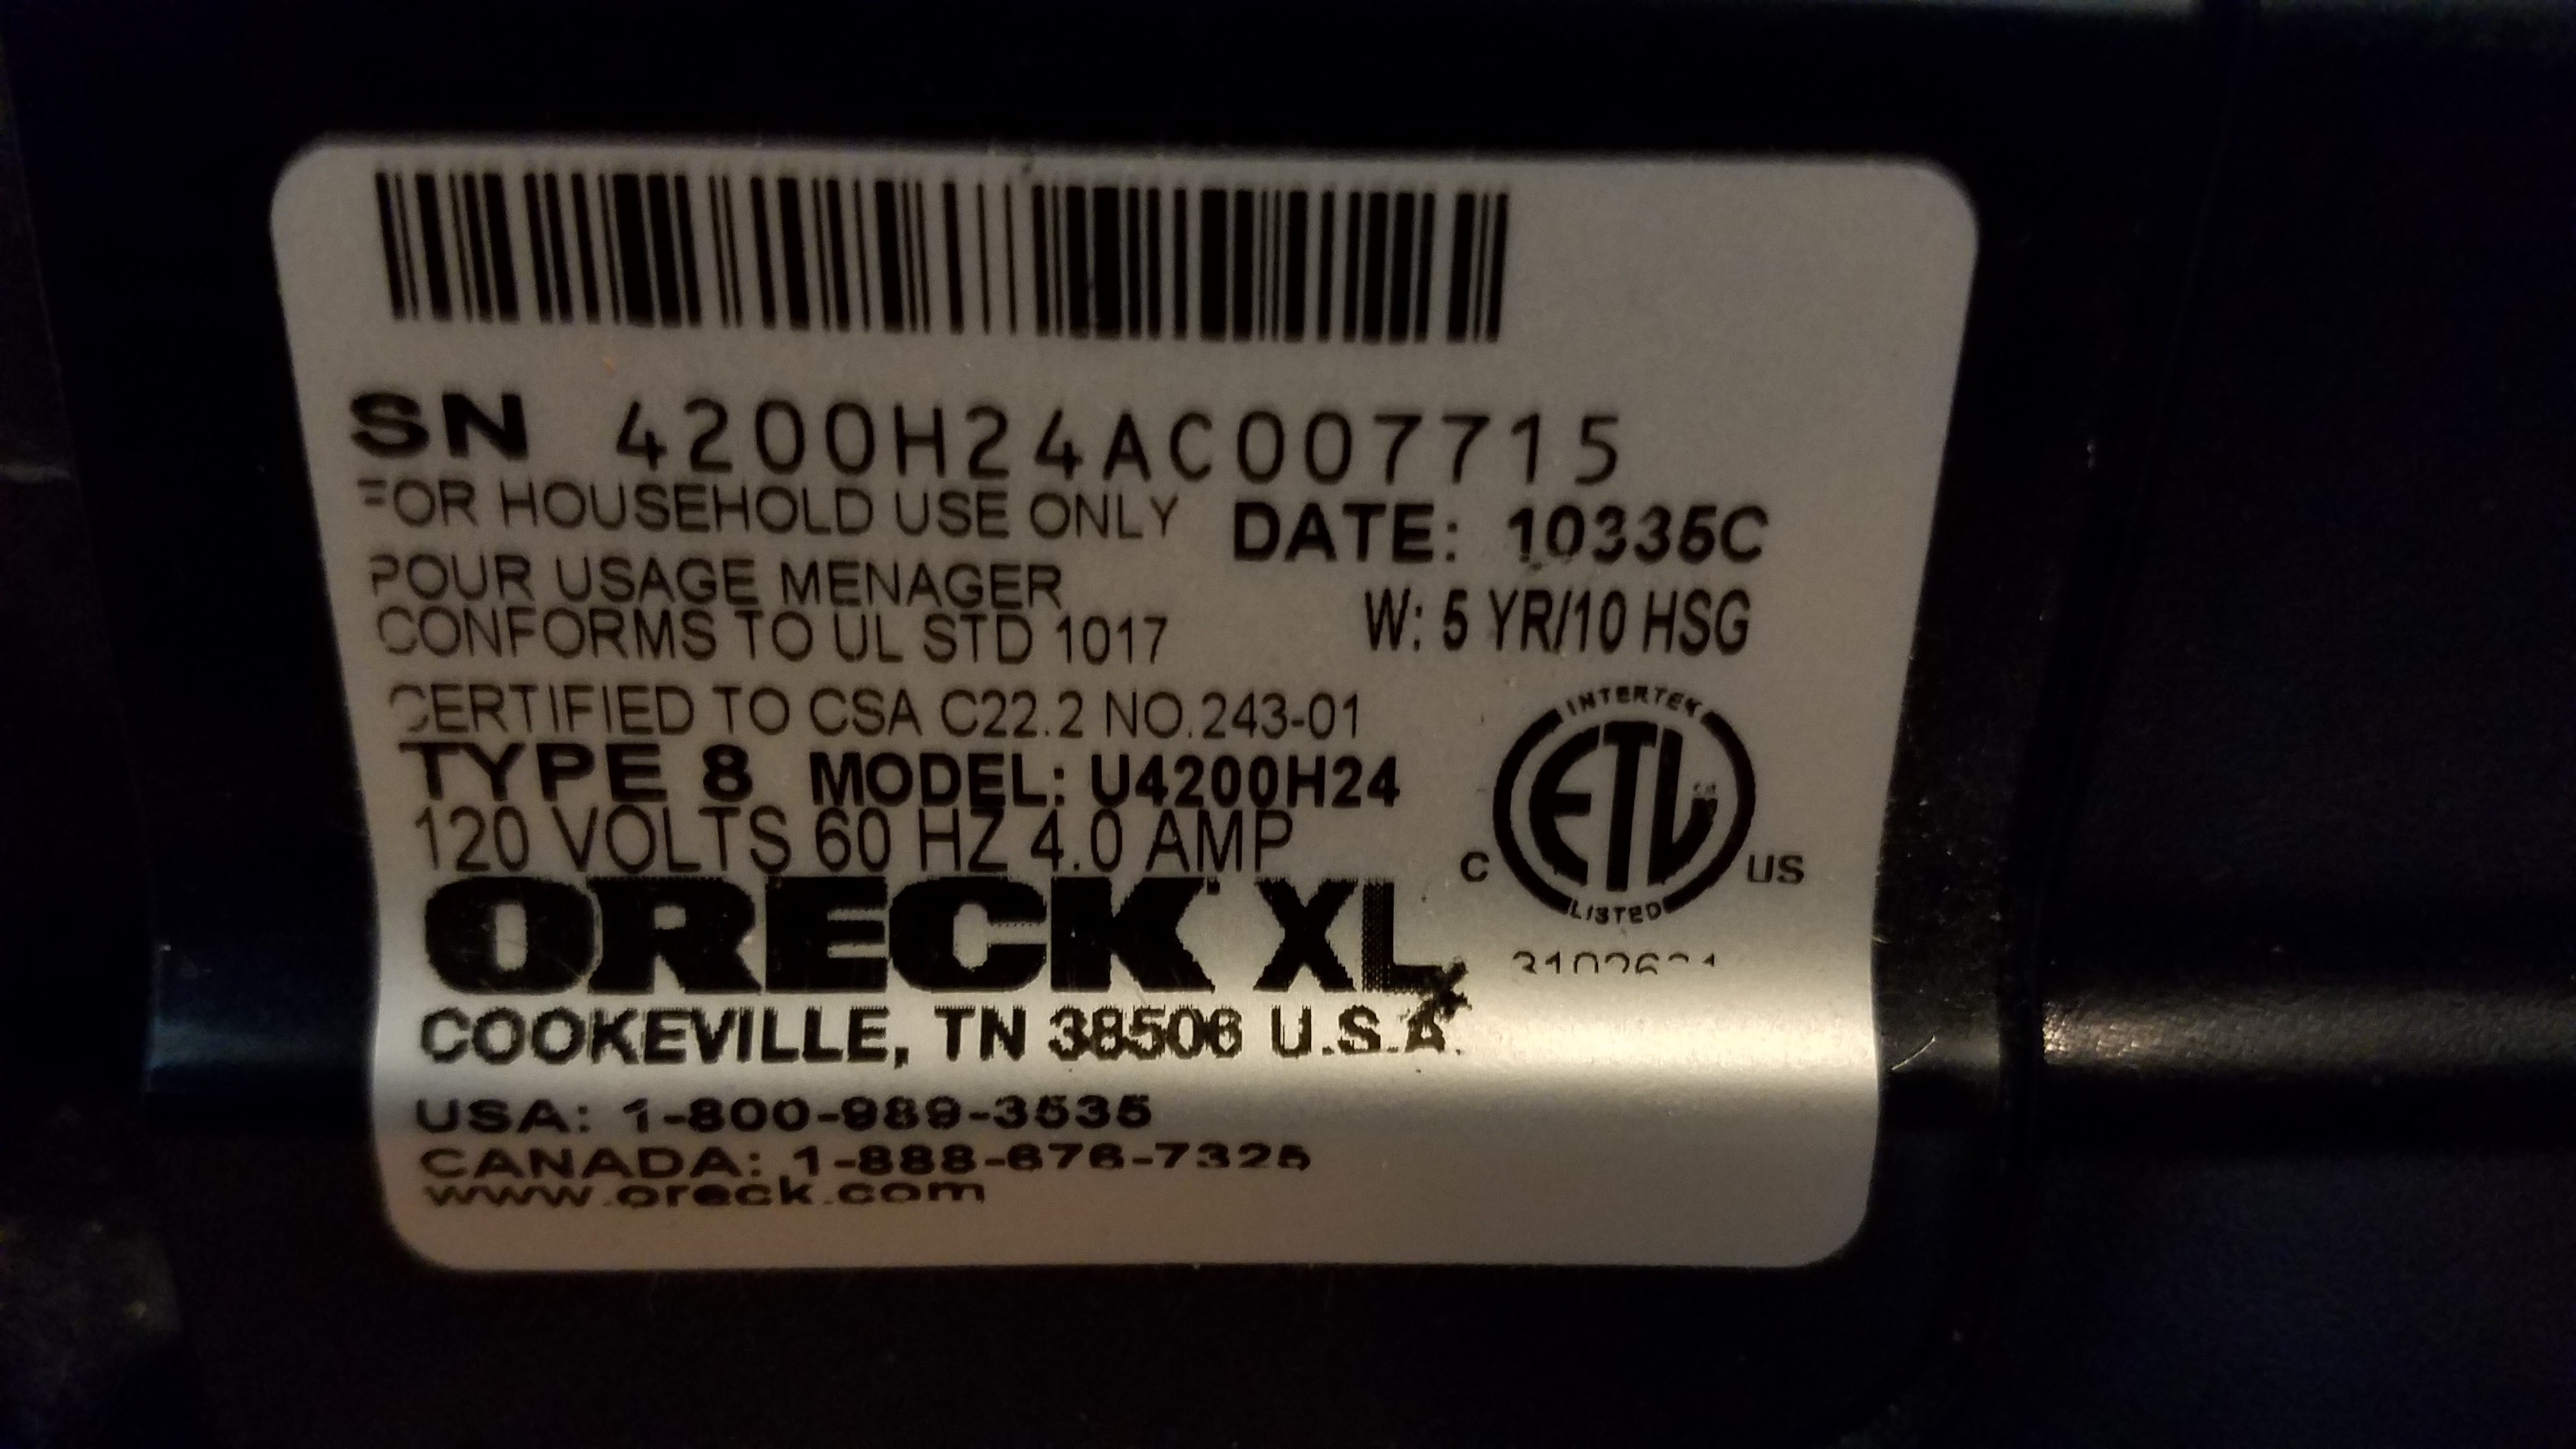 SN 4200H24AC007715
FOR HOUSEHOLD USE ONLY
DATE: 10335C
POUR USAGE MENAGER
W: 5 YR/10 HSG
CONFORMS TO UL STD 1017
CERTIFIED TO CSA C22.2 NO.243-01
TYPE 8 MODEL: U4200H24
120 VOLTS 60 HZ 4.0 AMP
INTERTEK
ETL
SM
C US
LISTED
ORECK XL
COOKEVILLE, TN 38506 U.S.A.
USA: 1-800-989-3535
CANADA: 1-888-676-7325
www.oreck.com